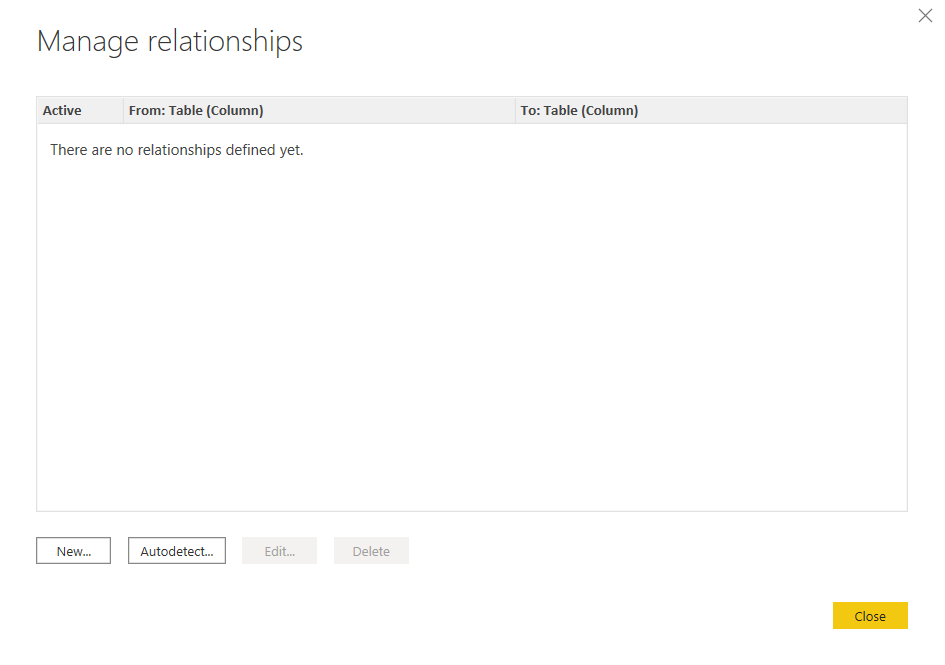 Manage relationships
Active From: Table (Column) To: Table (Column)
There are no relationships defined yet.
New... Autodetect... Edit... Delete
Close